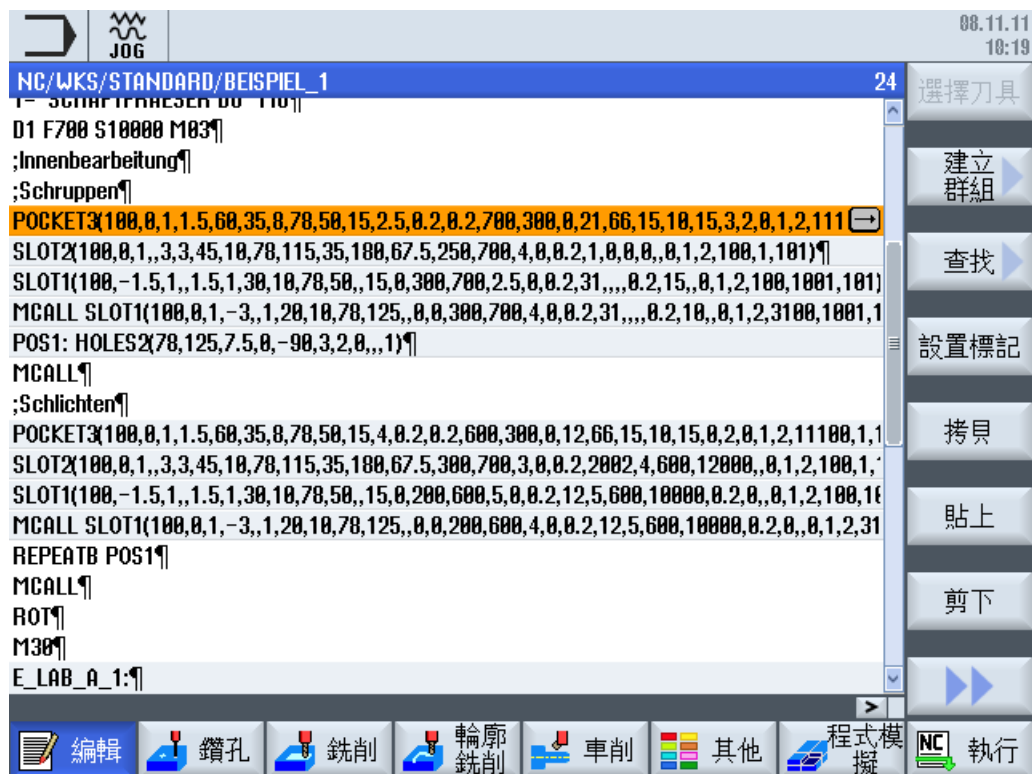 JOG
08.11.11
10:19
NC/WKS/STANDARD/BEISPIEL_1 24
D1 F700 S10000 M03¶
;Innenbearbeitung¶
;Schruppen¶
POCKET3(100,0,1,1.5,60,35,8,78,50,15,2.5,0.2,0.2,700,300,0,21,66,15,10,15,3,2,0,1,2,111
SLOT2(100,0,1,,3,3,45,10,78,115,35,180,67.5,250,700,4,0,0.2,1,0,0,0,,0,1,2,100,1,101)¶
SLOT1(100,-1.5,1,,1.5,1,30,10,78,50,,15,0,300,700,2.5,0,0.2,31,,,,0.2,15,,0,1,2,100,1001,101)
MCALL SLOT1(100,0,1,-3,,1,20,10,78,125,,0,0,300,700,4,0,0.2,31,,,,0.2,10,,0,1,2,3100,1001,1
POS1: HOLES2(78,125,7.5,0,-90,3,2,0,,,1)¶
MCALL¶
;Schlichten¶
POCKET3(100,0,1,1.5,60,35,8,78,50,15,4,0.2,0.2,600,300,0,12,66,15,10,15,0,2,0,1,2,11100,1,1
SLOT2(100,0,1,,3,3,45,10,78,115,35,180,67.5,300,700,3,0,0.2,2002,4,600,12000,,0,1,2,100,1,
SLOT1(100,-1.5,1,,1.5,1,30,10,78,50,,15,0,200,600,5,0,0.2,12,5,600,10000,0.2,0,,0,1,2,100,10
MCALL SLOT1(100,0,1,-3,,1,20,10,78,125,,0,0,200,600,4,0,0.2,12,5,600,10000,0.2,0,,0,1,2,31
REPEATB POS1¶
MCALL¶
ROT¶
M30¶
E_LAB_A_1:¶
選擇刀具
建立
群組
查找
設置標記
拷貝
貼上
剪下
編輯
鑽孔
銑削
輪廓
銑削
車削
其他
程式模
擬
NC 執行